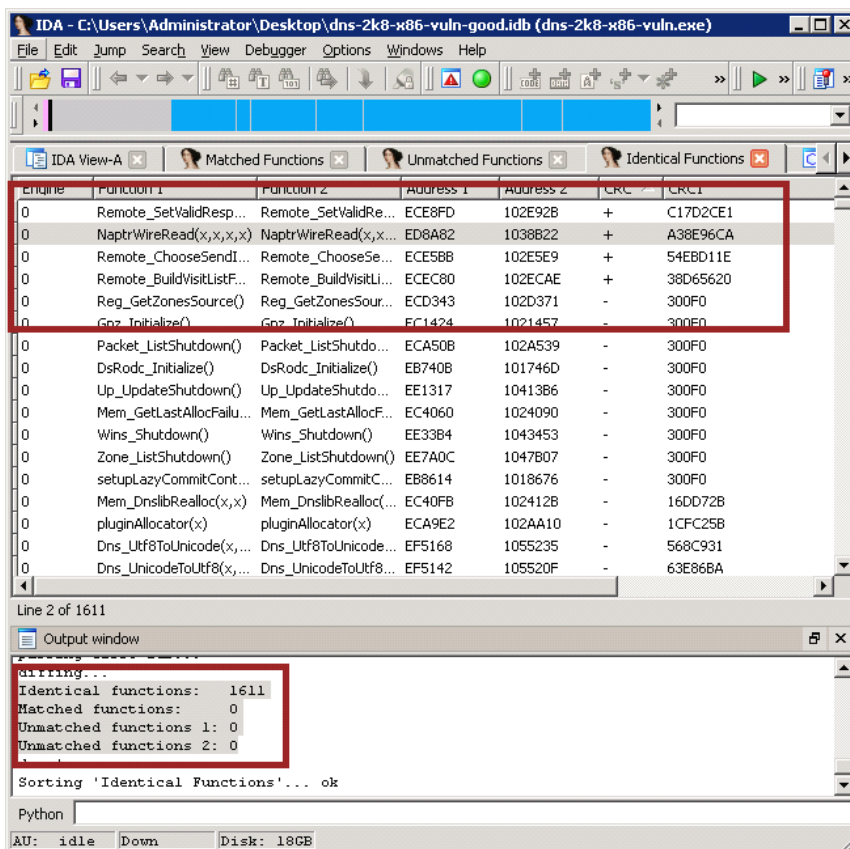 IDA - C:\Users\Administrator\Desktop\dns-2k8-x86-vuln-good.idb (dns-2k8-x86-vuln.exe)
File Edit Jump Search View Debugger Options Windows Help
IDA View-A Matched Functions Unmatched Functions Identical Functions
Engine Function 1 Function 2 Address 1 Address 2 CRC CRC1
0 Remote_SetValidResp... Remote_SetValidRe... ECE8FD 102E92B + C17D2CE1
0 NaptrWireRead(x,x,x,x) NaptrWireRead(x,x... ED8A82 1038B22 + A38E96CA
0 Remote_ChooseSendI... Remote_ChooseSe... ECE5BB 102E5E9 + 54EBD11E
0 Remote_BuildVisitListF... Remote_BuildVisitLi... ECEC80 102ECAE + 38D65620
0 Reg_GetZonesSource() Reg_GetZonesSour... ECD343 102D371 - 300F0
0 Gnz_Initialize() Gnz_Initialize() EC1424 1021457 - 300F0
0 Packet_ListShutdown() Packet_ListShutdo... ECA50B 102A539 - 300F0
0 DsRodc_Initialize() DsRodc_Initialize() EB740B 101746D - 300F0
0 Up_UpdateShutdown() Up_UpdateShutdo... EE1317 10413B6 - 300F0
0 Mem_GetLastAllocFailu... Mem_GetLastAllocF... EC4060 1024090 - 300F0
0 Wins_Shutdown() Wins_Shutdown() EE33B4 1043453 - 300F0
0 Zone_ListShutdown() Zone_ListShutdown() EE7A0C 1047B07 - 300F0
0 setupLazyCommitCont... setupLazyCommitC... EB8614 1018676 - 300F0
0 Mem_DnslibRealloc(x,x) Mem_DnslibRealloc(... EC40FB 102412B - 16DD72B
0 pluginAllocator(x) pluginAllocator(x) ECA9E2 102AA10 - 1CFC25B
0 Dns_Utf8ToUnicode(x,... Dns_Utf8ToUnicode... EF5168 1055235 - 568C931
0 Dns_UnicodeToUtf8(x,... Dns_UnicodeToUtf8... EF5142 105520F - 63E86BA
Line 2 of 1611
Output window
diffing...
Identical functions: 1611
Matched functions: 0
Unmatched functions 1: 0
Unmatched functions 2: 0
Sorting 'Identical Functions'... ok
Python
AU: idle Down Disk: 18GB